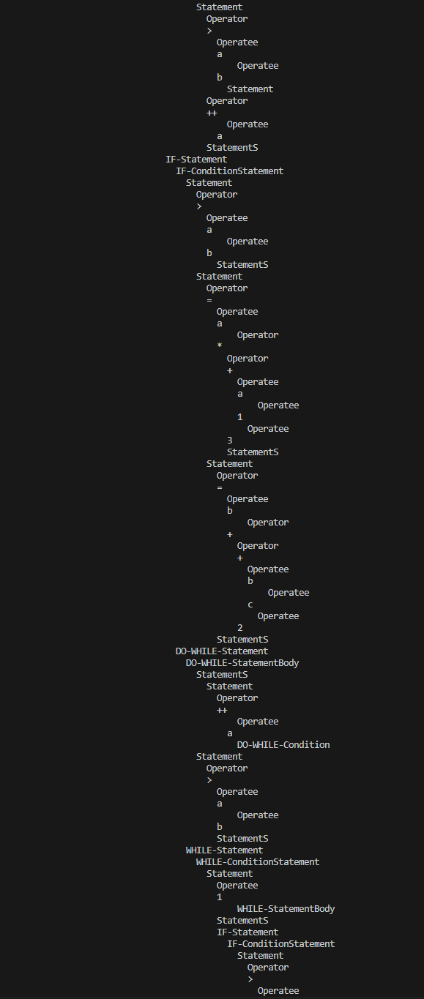 Statement
Operator
>
Operatee
a
Operatee
b
Statement
Operator
++
Operatee
a
StatementS
IF-Statement
IF-ConditionStatement
Statement
Operator
>
Operatee
a
Operatee
b
StatementS
Statement
Operator
=
Operatee
a
Operator
*
Operator
+
Operatee
a
Operatee
1
Operatee
3
StatementS
Statement
Operator
=
Operatee
b
Operator
+
Operator
+
Operatee
b
Operatee
c
Operatee
2
StatementS
DO-WHILE-Statement
DO-WHILE-StatementBody
StatementS
Statement
Operator
++
Operatee
a
DO-WHILE-Condition
Statement
Operator
>
Operatee
a
Operatee
b
StatementS
WHILE-Statement
WHILE-ConditionStatement
Statement
Operatee
1
WHILE-StatementBody
StatementS
IF-Statement
IF-ConditionStatement
Statement
Operator
>
Operatee